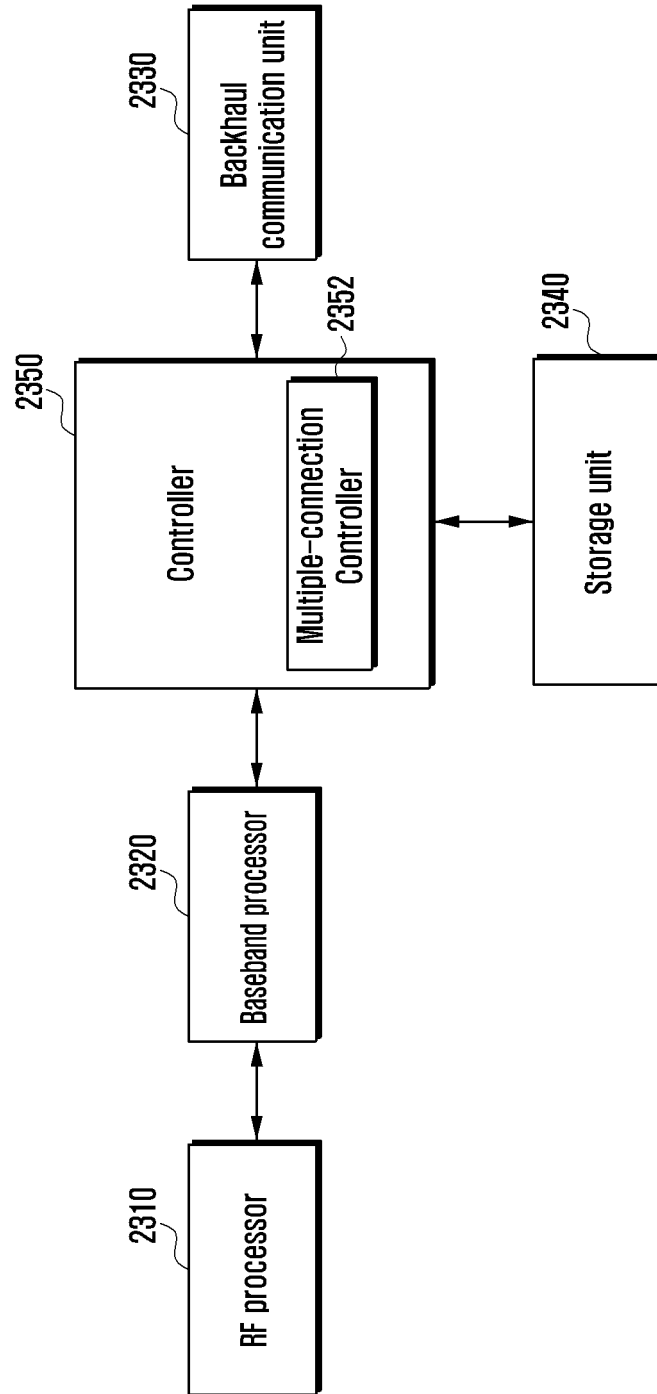 2310
RF processor
2320
Baseband processor
2350
Controller
2352
Multiple-connection
Controller
2330
Backhaul
communication unit
2340
Storage unit